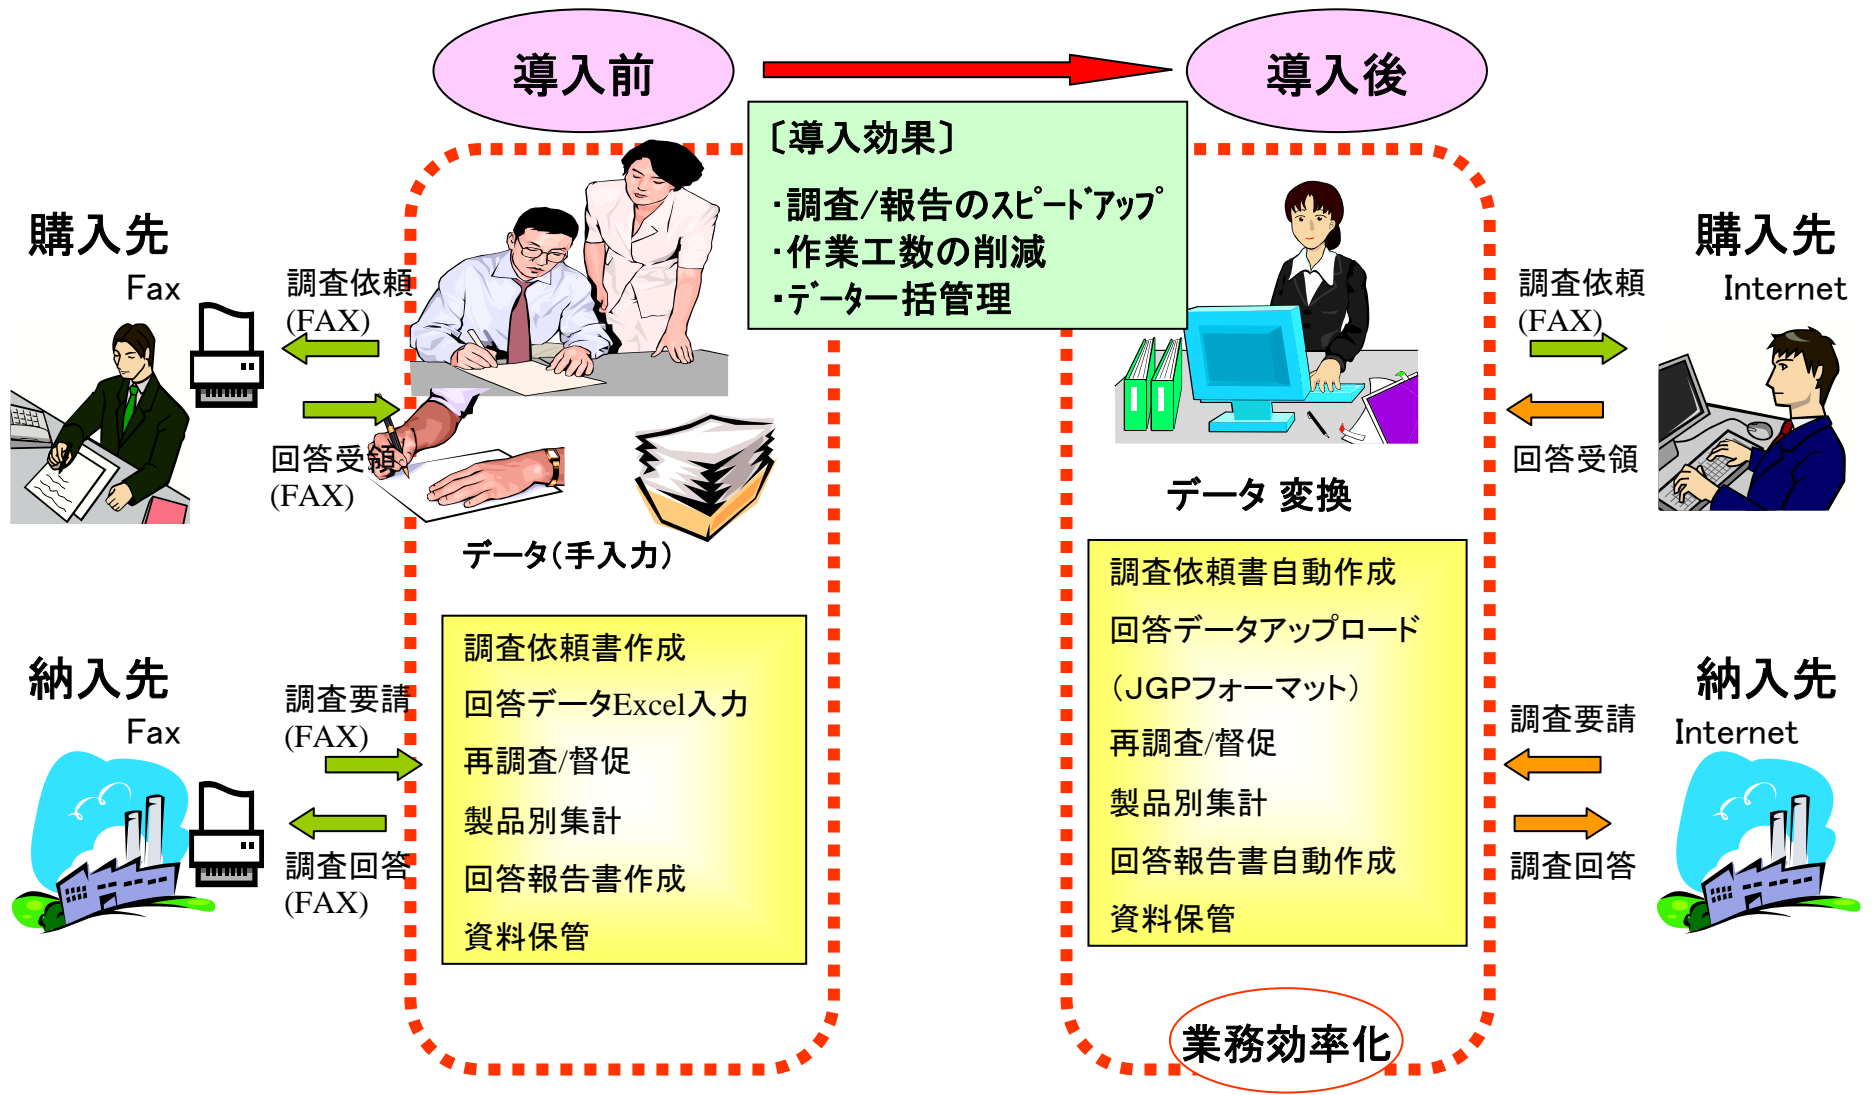 導入前
導入後
〔導入効果〕
・調査/報告のスピードアップ
・作業工数の削減
・データ一括管理
購入先
Fax
調査依頼
(FAX)
回答受領
(FAX)
データ(手入力)
調査依頼書作成
回答データExcel入力
再調査/督促
製品別集計
回答報告書作成
資料保管
納入先
Fax
調査要請
(FAX)
調査回答
(FAX)
購入先
Internet
調査依頼
(FAX)
回答受領
データ 変換
調査依頼書自動作成
回答データアップロード
（JGPフォーマット）
再調査/督促
製品別集計
回答報告書自動作成
資料保管
納入先
Internet
調査要請
調査回答
業務効率化